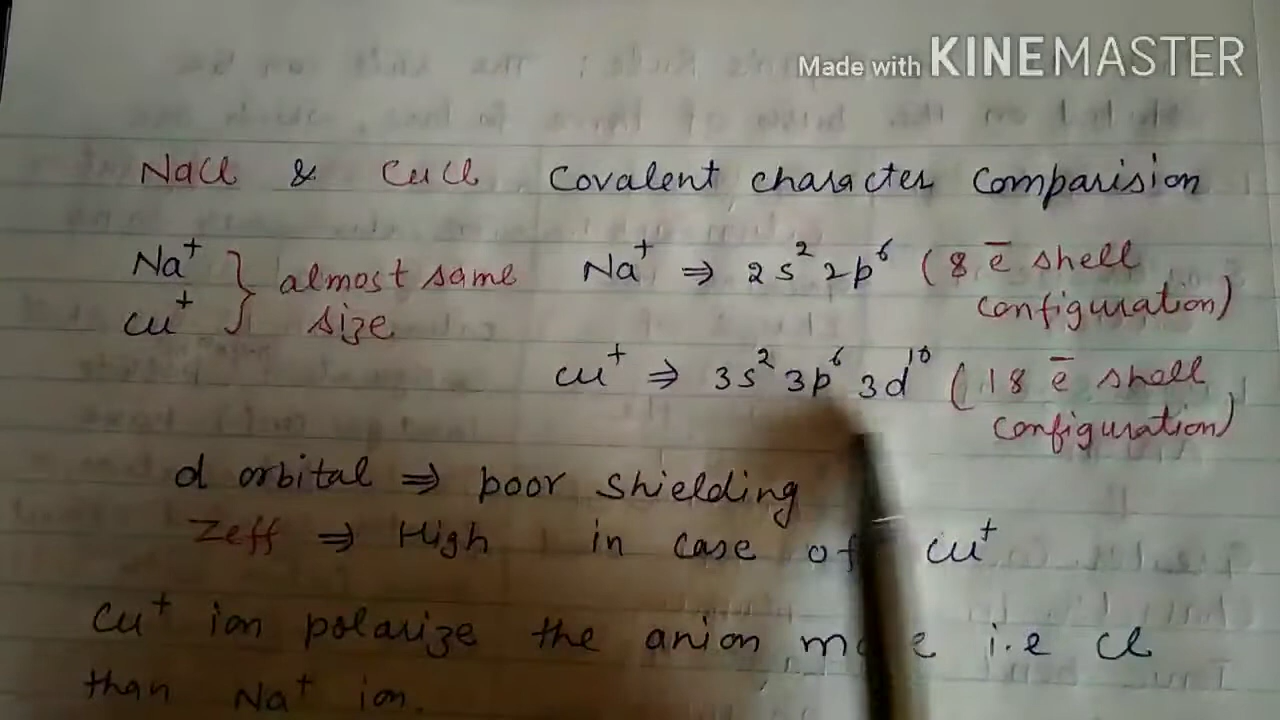 Made with KINEMASTER
NaCl & CuCl Covalent character Comparision
Na⁺ } almost same
Cu⁺ size
Na⁺ ⇒ 2s² 2p⁶ (8 e̅ shell
configuration)
Cu⁺ ⇒ 3s² 3p⁶ 3d¹⁰ (18 e̅ shell
configuration)
d orbital ⇒ poor shielding
Zeff ⇒ High in case of Cu⁺
Cu⁺ ion polarize the anion i.e Cl
than Na⁺ ion.